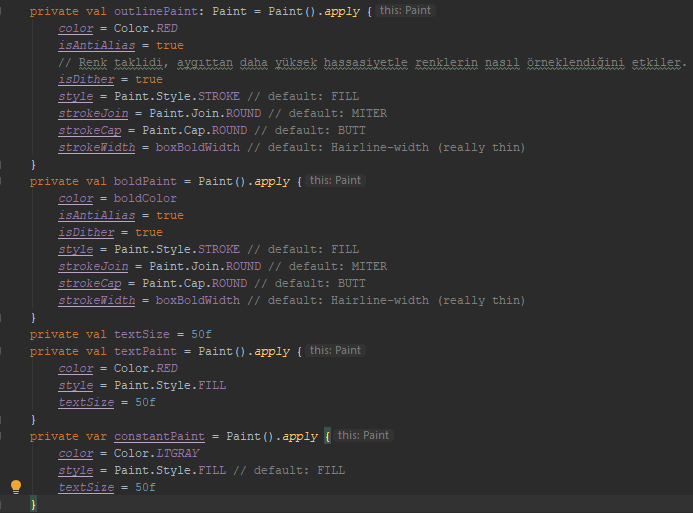 private val outlinePaint: Paint = Paint().apply { this: Paint
color = Color.RED
isAntiAlias = true
// Renk taklidi, aygıttan daha yüksek hassasiyetle renklerin nasıl örneklendiğini etkiler.
isDither = true
style = Paint.Style.STROKE // default: FILL
strokeJoin = Paint.Join.ROUND // default: MITER
strokeCap = Paint.Cap.ROUND // default: BUTT
strokeWidth = boxBoldWidth // default: Hairline-width (really thin)
}
private val boldPaint = Paint().apply { this: Paint
color = boldColor
isAntiAlias = true
isDither = true
style = Paint.Style.STROKE // default: FILL
strokeJoin = Paint.Join.ROUND // default: MITER
strokeCap = Paint.Cap.ROUND // default: BUTT
strokeWidth = boxBoldWidth // default: Hairline-width (really thin)
}
private val textSize = 50f
private val textPaint = Paint().apply { this: Paint
color = Color.RED
style = Paint.Style.FILL
textSize = 50f
}
private var constantPaint = Paint().apply { this: Paint
color = Color.LTGRAY
style = Paint.Style.FILL // default: FILL
textSize = 50f
}